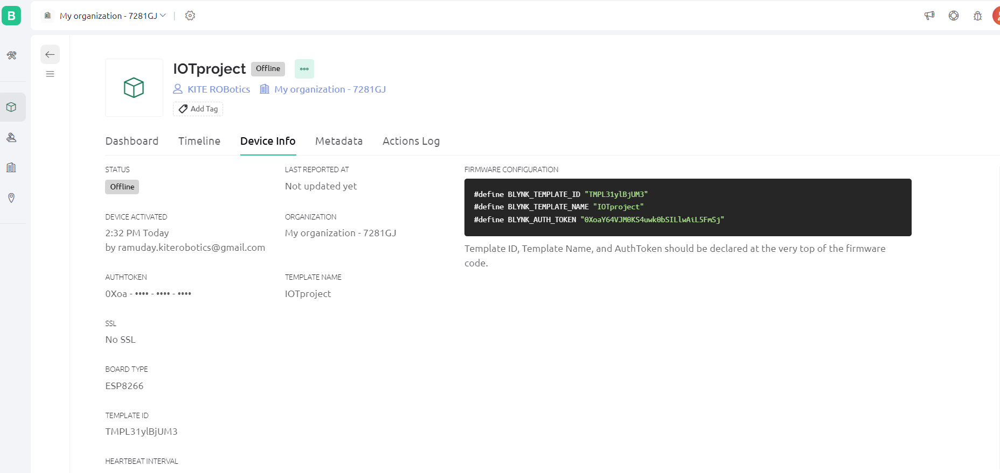 B
My organization - 7281GJ
IOTproject Offline
KITE ROBotics My organization - 7281GJ
Add Tag
Dashboard Timeline Device Info Metadata Actions Log
STATUS
Offline
LAST REPORTED AT
Not updated yet
DEVICE ACTIVATED
2:32 PM Today
by ramuday.kiterobotics@gmail.com
ORGANIZATION
My organization - 7281GJ
AUTHTOKEN
0Xoa - •••• - •••• - ••••
TEMPLATE NAME
IOTproject
SSL
No SSL
BOARD TYPE
ESP8266
TEMPLATE ID
TMPL31ylBjUM3
HEARTBEAT INTERVAL
FIRMWARE CONFIGURATION
#define BLYNK_TEMPLATE_ID "TMPL31ylBjUM3"
#define BLYNK_TEMPLATE_NAME "IOTproject"
#define BLYNK_AUTH_TOKEN "0XoaY64VJM0KS4uwk0bSILlwAiL5FmSj"
Template ID, Template Name, and AuthToken should be declared at the very top of the firmware
code.